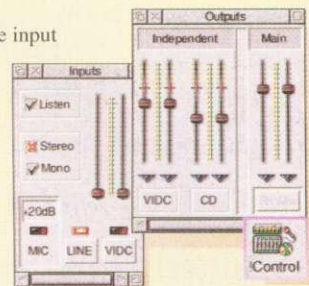 e input
Outputs
Independent Main
Inputs
Listen
Stereo
Mono
+20dB
MIC LINE VIDC
VIDC CD
!Control